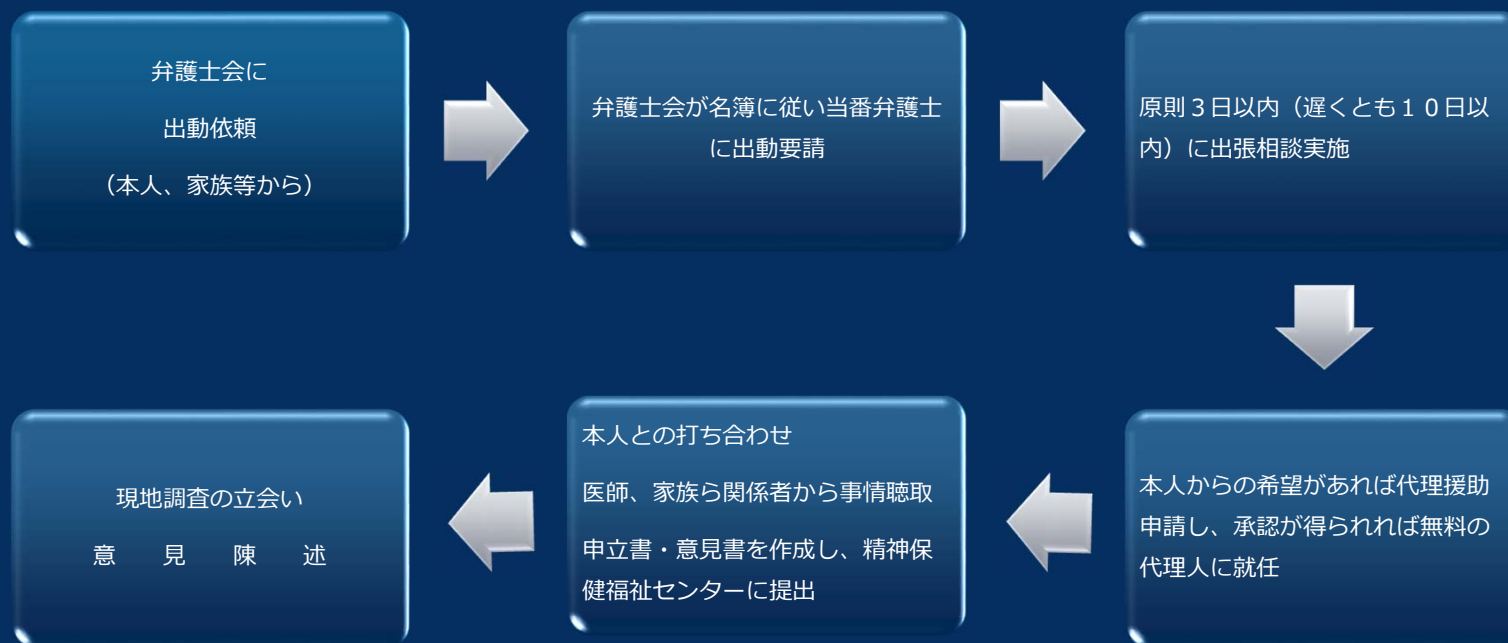 弁護士会に
出動依頼
（本人、家族等から）
弁護士会が名簿に従い当番弁護士
に出動要請
原則３日以内（遅くとも１０日以
内）に出張相談実施
本人からの希望があれば代理援助
申請し、承認が得られれば無料の
代理人に就任
本人との打ち合わせ
医師、家族ら関係者から事情聴取
申立書・意見書を作成し、精神保
健福祉センターに提出
現地調査の立会い
意　見　陳　述